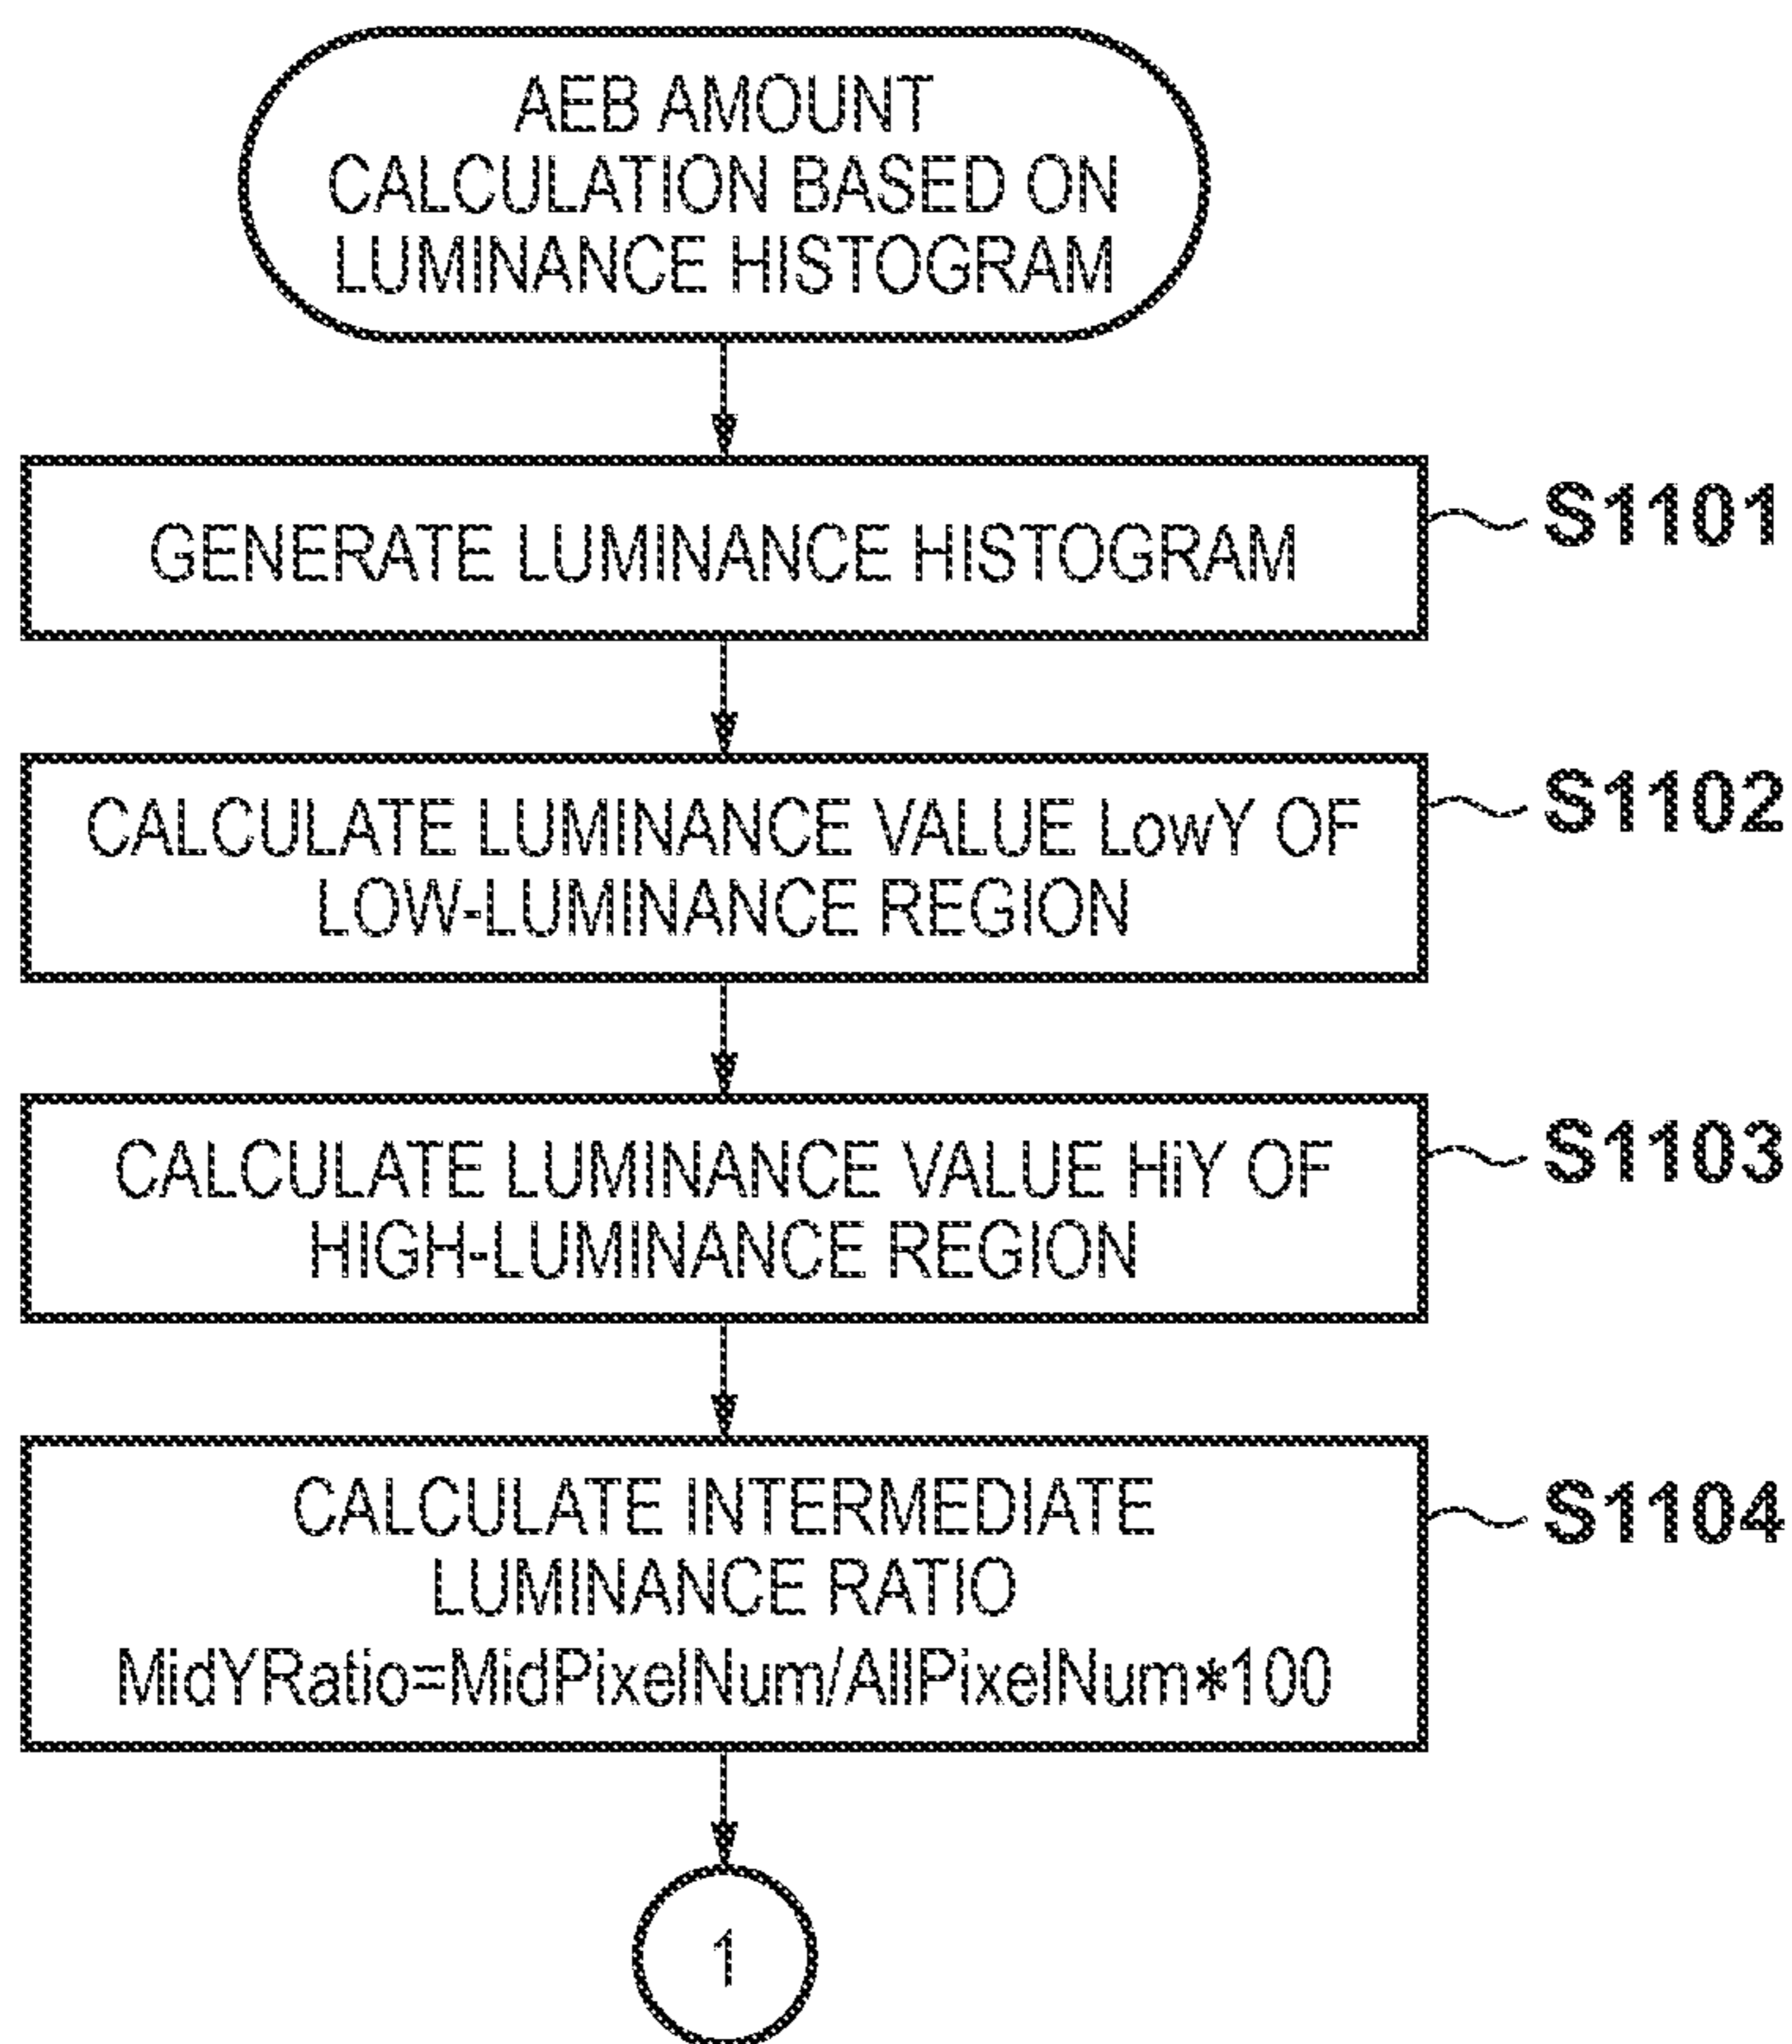 AEB AMOUNT
CALCULATION BASED ON
LUMINANCE HISTOGRAM
GENERATE LUMINANCE HISTOGRAM
S1101
CALCULATE LUMINANCE VALUE LowY OF
LOW-LUMINANCE REGION
S1102
CALCULATE LUMINANCE VALUE HiY OF
HIGH-LUMINANCE REGION
S1103
CALCULATE INTERMEDIATE
LUMINANCE RATIO
MidYRatio=MidPixelNum/AllPixelNum*100
S1104
1